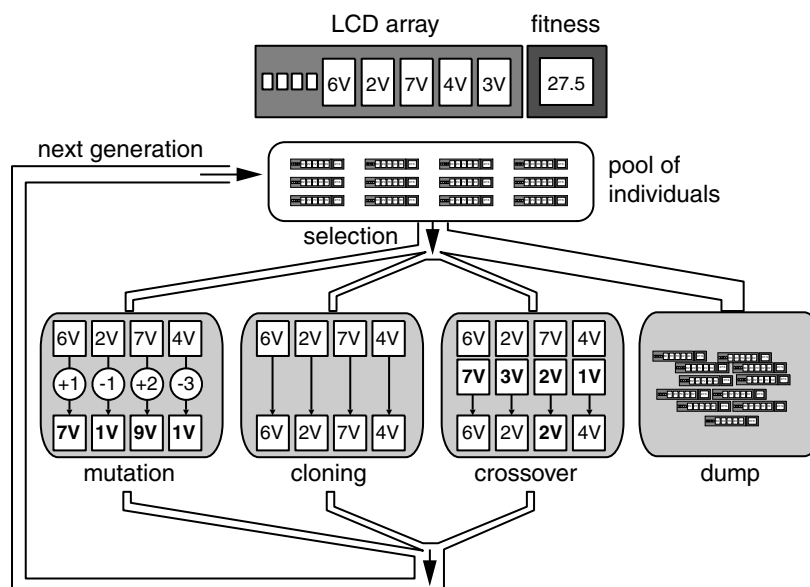 LCD array fitness
6V 2V 7V 4V 3V 27.5
next generation
pool of
individuals
selection
6V 2V 7V 4V 6V 2V 7V 4V 6V 2V 7V 4V
7V 3V 2V 1V
+1 -1 +2 -3
7V 1V 9V 1V 6V 2V 7V 4V 6V 2V 2V 4V
mutation cloning crossover dump